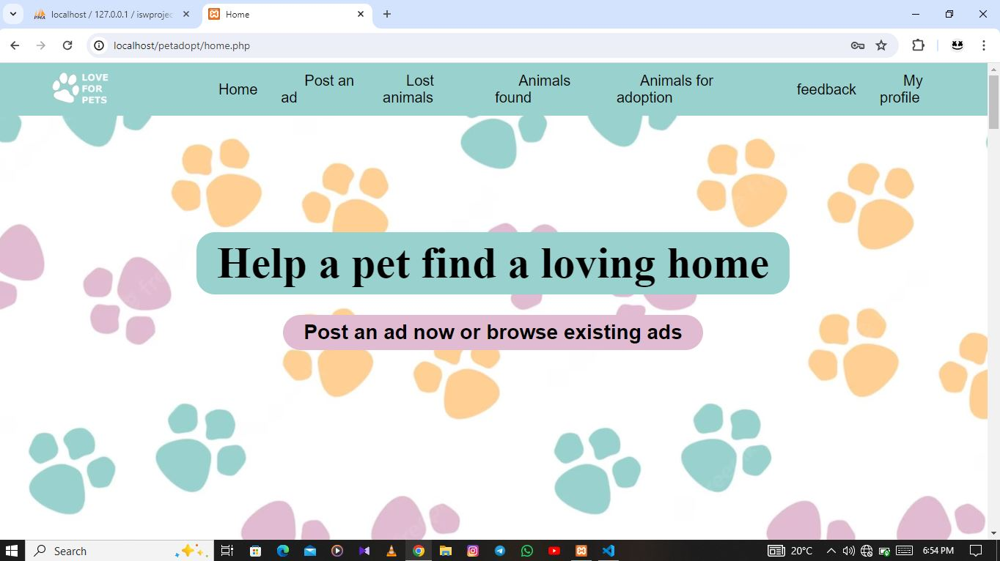 localhost / 127.0.0.1 / iswprojec
Home
localhost/petadopt/home.php
LOVE
FOR
PETS
Home
Post an
ad
Lost
animals
Animals
found
Animals for
adoption
feedback
My
profile
Help a pet find a loving home
Post an ad now or browse existing ads
Search
20°C
6:54 PM